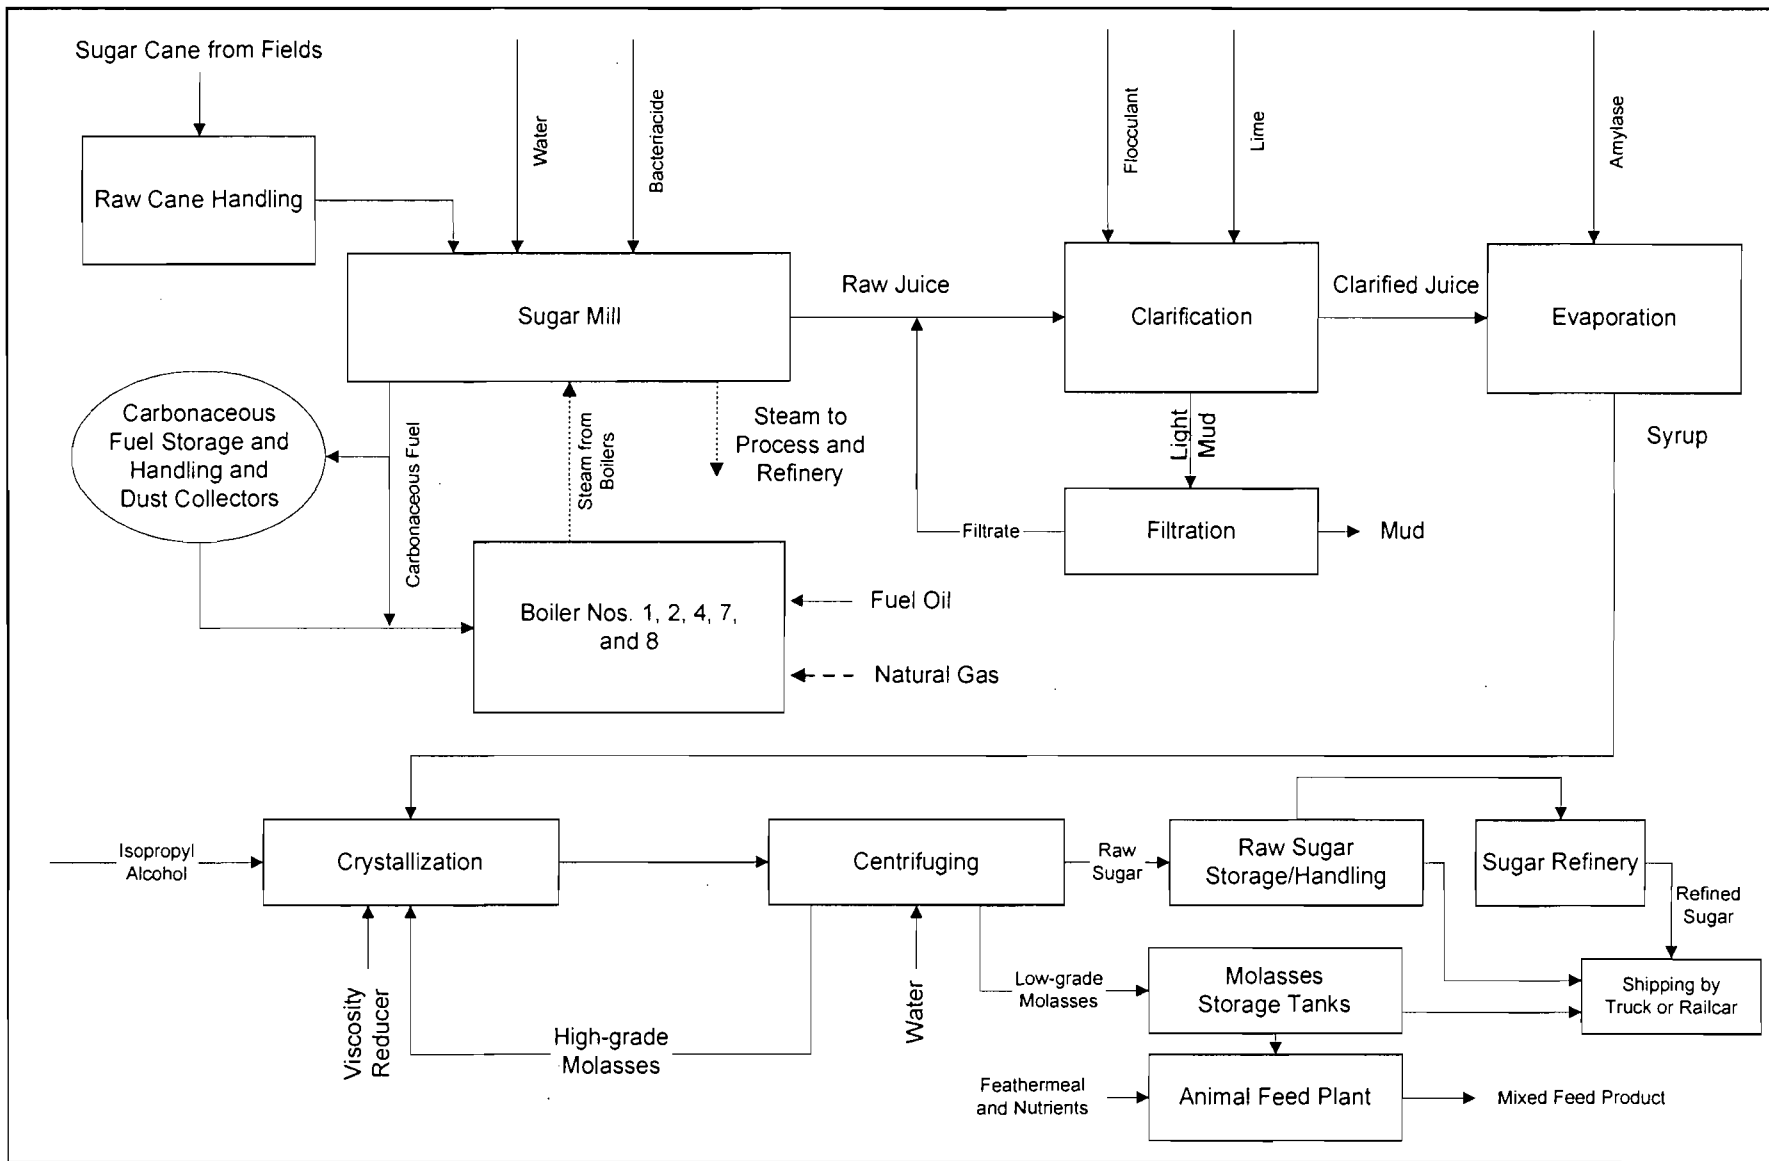 Sugar Cane from Fields
Raw Cane Handling
Water
Bacteriacide
Flocculant
Lime
Amylase
Sugar Mill
Raw Juice
Clarification
Clarified Juice
Evaporation
Carbonaceous
Fuel Storage and
Handling and
Dust Collectors
Carbonaceous Fuel
Steam from
Boilers
Steam to
Process and
Refinery
Light
Mud
Syrup
Filtrate
Filtration
Mud
Boiler Nos. 1, 2, 4, 7,
and 8
Fuel Oil
Natural Gas
Isopropyl
Alcohol
Crystallization
Centrifuging
Raw
Sugar
Raw Sugar
Storage/Handling
Sugar Refinery
Refined
Sugar
Viscosity
Reducer
High-grade
Molasses
Water
Low-grade
Molasses
Molasses
Storage Tanks
Shipping by
Truck or Railcar
Feathermeal
and Nutrients
Animal Feed Plant
Mixed Feed Product